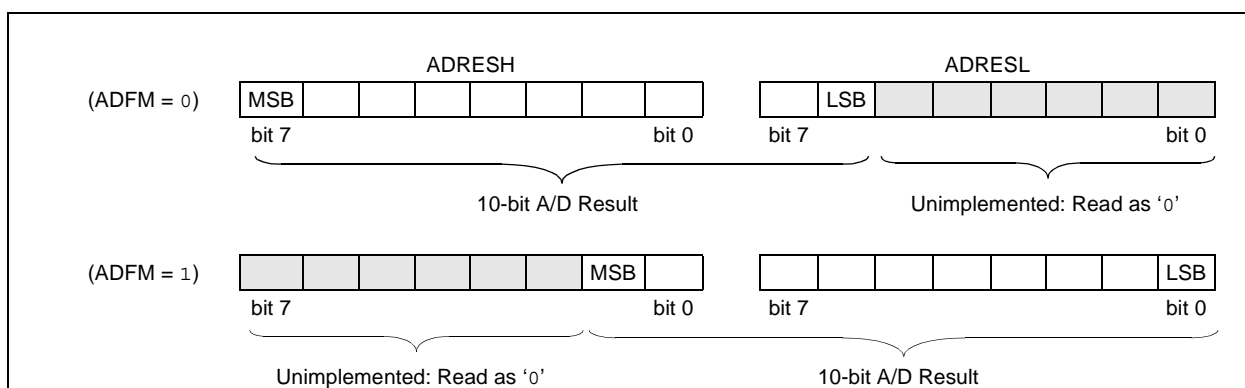 ADRESH ADRESL
(ADFM = 0) MSB LSB
bit 7 bit 0 bit 7 bit 0
10-bit A/D Result Unimplemented: Read as ‘0’
(ADFM = 1) MSB LSB
bit 7 bit 0 bit 7 bit 0
Unimplemented: Read as ‘0’ 10-bit A/D Result